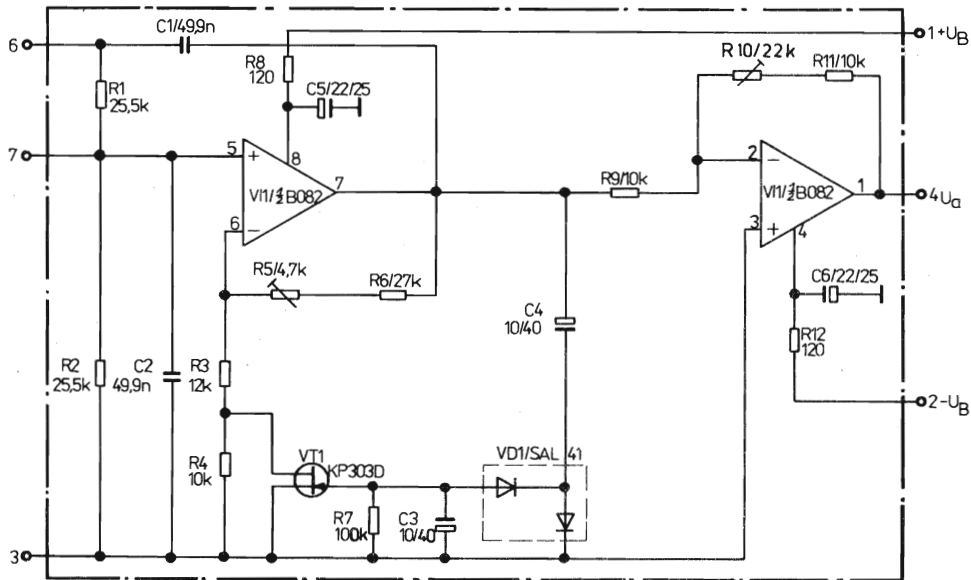 C1/49,9n
6
1+UB
R8
120
R10/22k
R11/10k
R1
25,5k
C5/22/25
7
5
+
8
VI1/½B082
7
6
−
R9/10k
2
−
VI1/½B082
1
4Ua
3
+
4
R5/4,7k
R6/27k
C6/22/25
C4
10/40
R12
120
R2
25,5k
C2
49,9n
R3
12k
2-UB
R4
10k
VT1
KP303D
VD1/SAL 41
R7
100k
C3
10/40
3